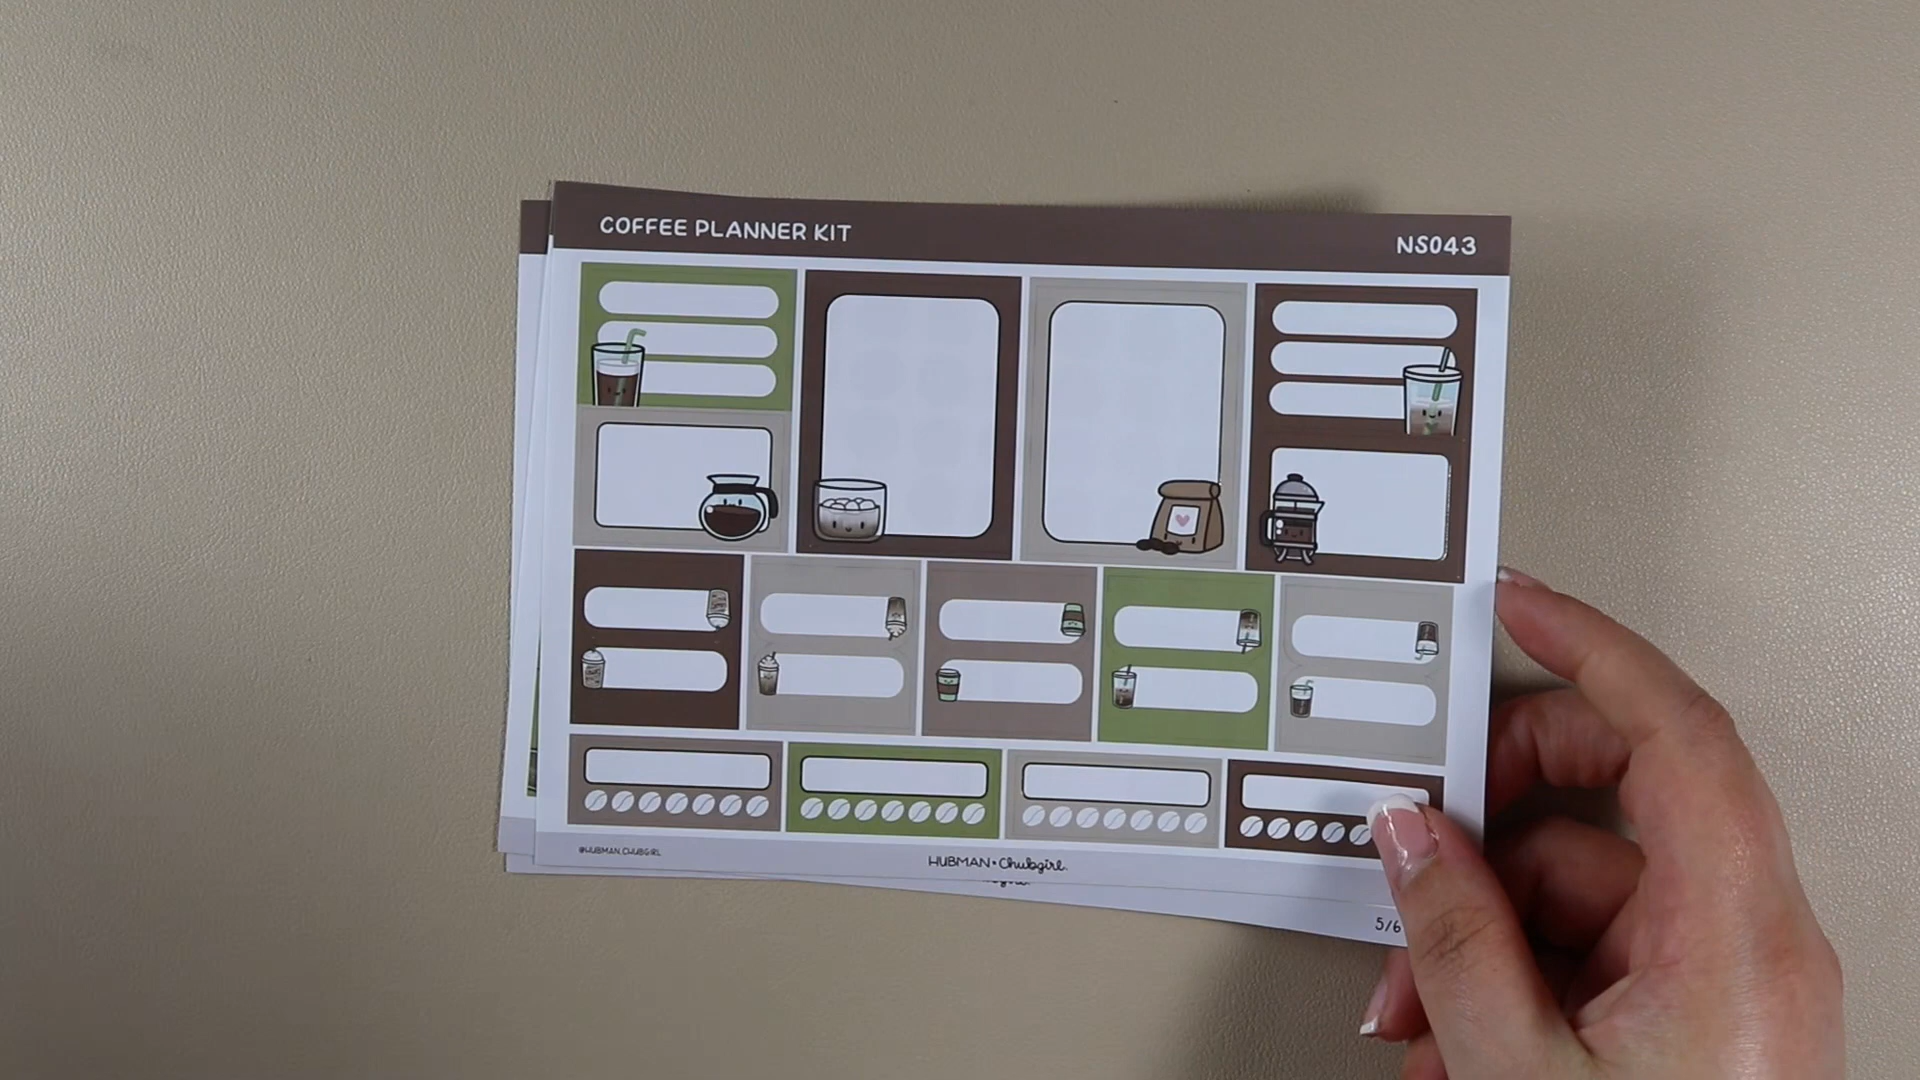 COFFEE PLANNER KIT
NS043
@HUBMAN.CHUBGIRL
HUBMAN + Chubgirl.
5/6